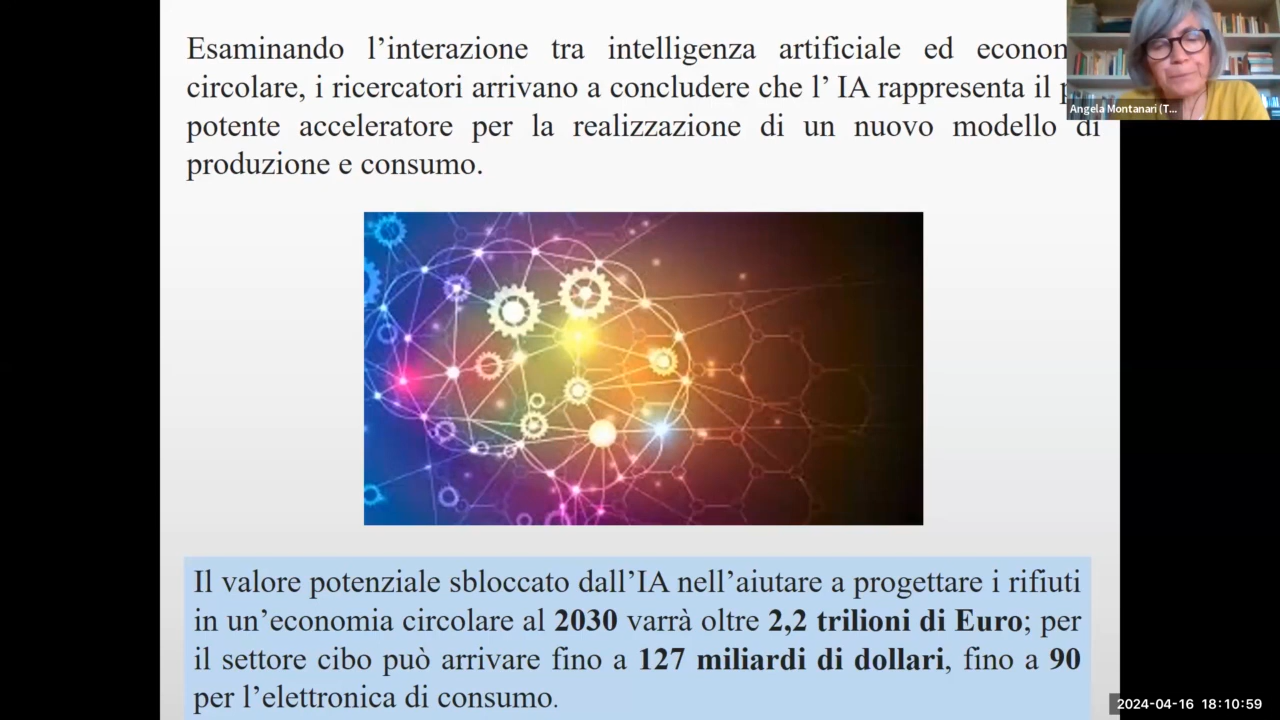 Esaminando l’interazione tra intelligenza artificiale ed econom
circolare, i ricercatori arrivano a concludere che l’ IA rappresenta il p
potente acceleratore per la realizzazione di un nuovo modello di
produzione e consumo.
Angela Montanari (T...
Il valore potenziale sbloccato dall’IA nell’aiutare a progettare i rifiuti
in un’economia circolare al 2030 varrà oltre 2,2 trilioni di Euro; per
il settore cibo può arrivare fino a 127 miliardi di dollari, fino a 90
per l’elettronica di consumo.
2024-04-16 18:10:59